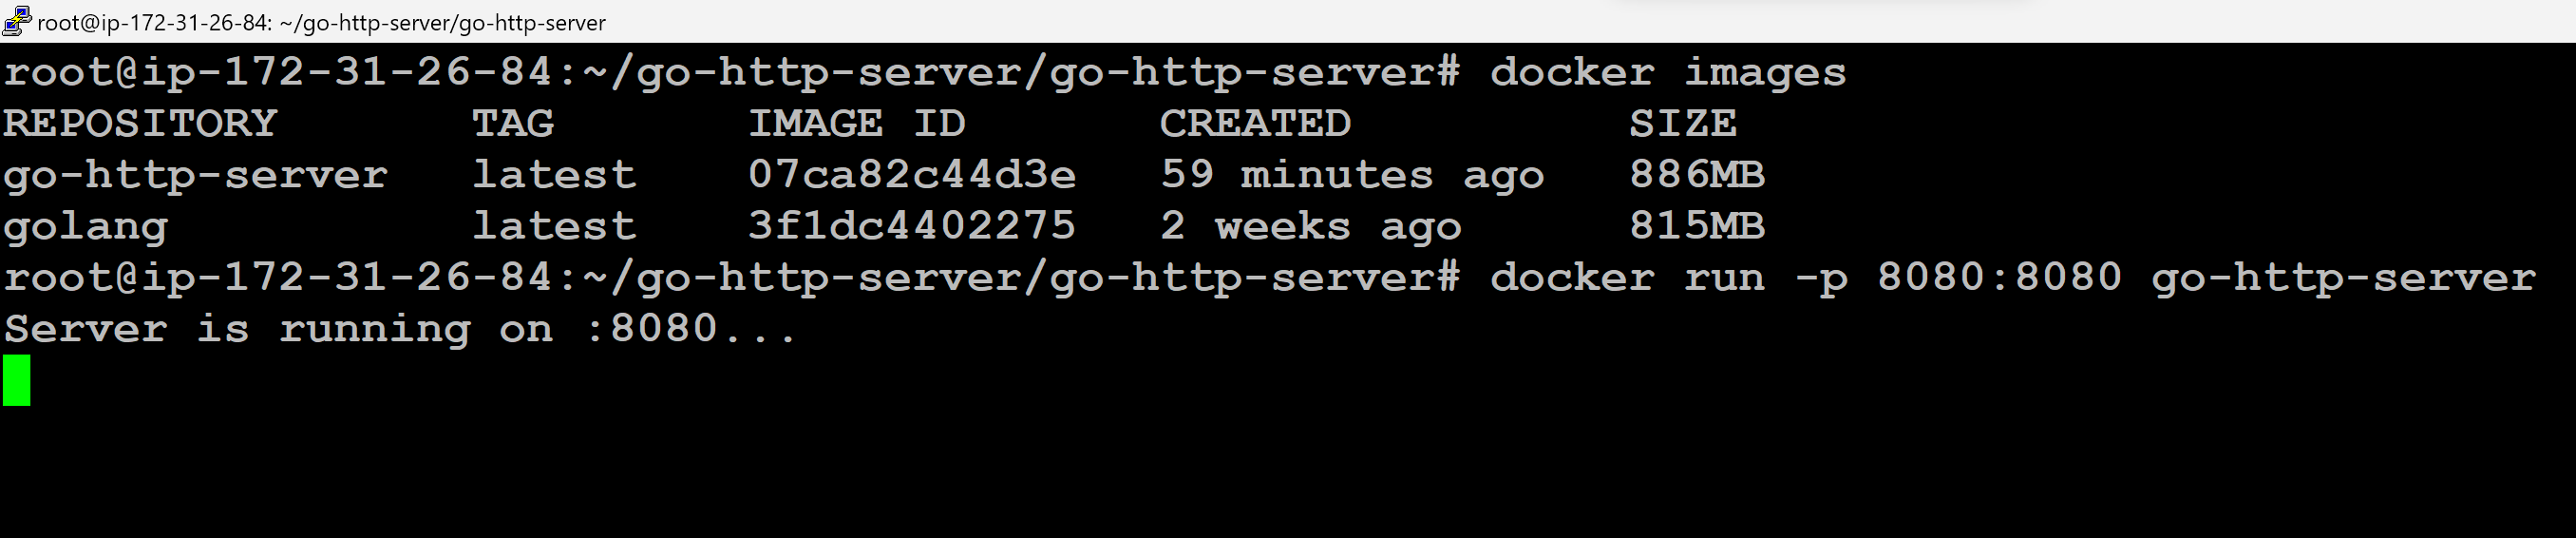 root@ip-172-31-26-84: ~/go-http-server/go-http-server
root@ip-172-31-26-84:~/go-http-server/go-http-server# docker images
REPOSITORY TAG IMAGE ID CREATED SIZE
go-http-server latest 07ca82c44d3e 59 minutes ago 886MB
golang latest 3f1dc4402275 2 weeks ago 815MB
root@ip-172-31-26-84:~/go-http-server/go-http-server# docker run -p 8080:8080 go-http-server
Server is running on :8080...